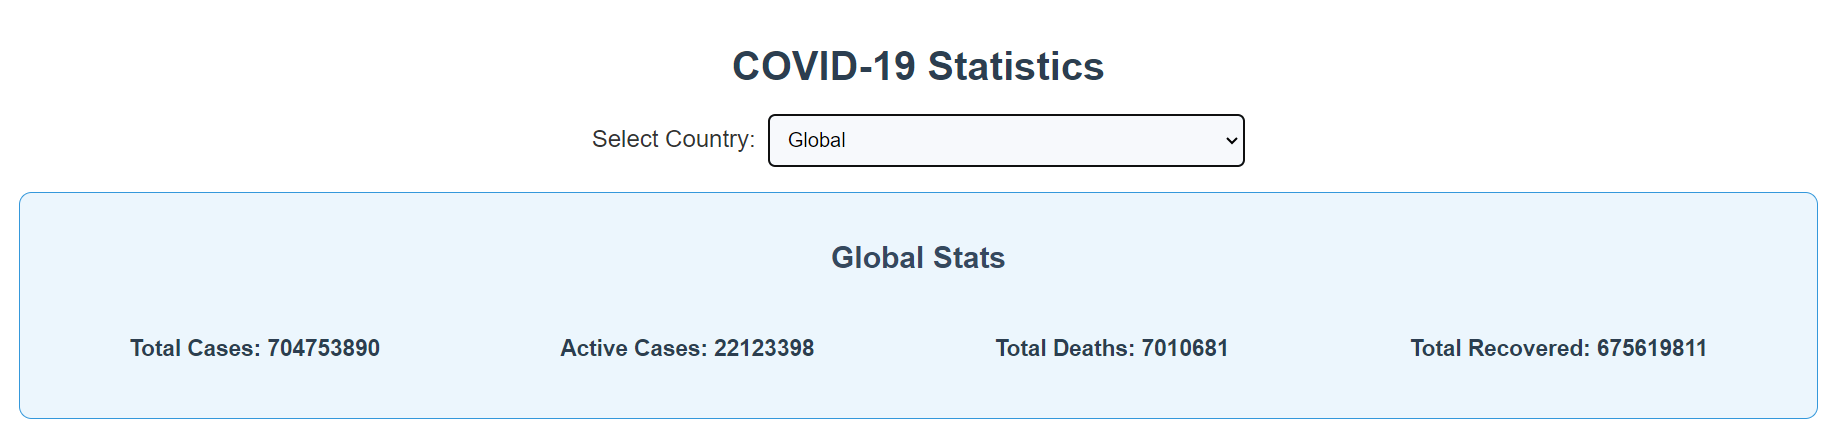 COVID-19 Statistics
Select Country: Global
Global Stats
Total Cases: 704753890 Active Cases: 22123398 Total Deaths: 7010681 Total Recovered: 675619811